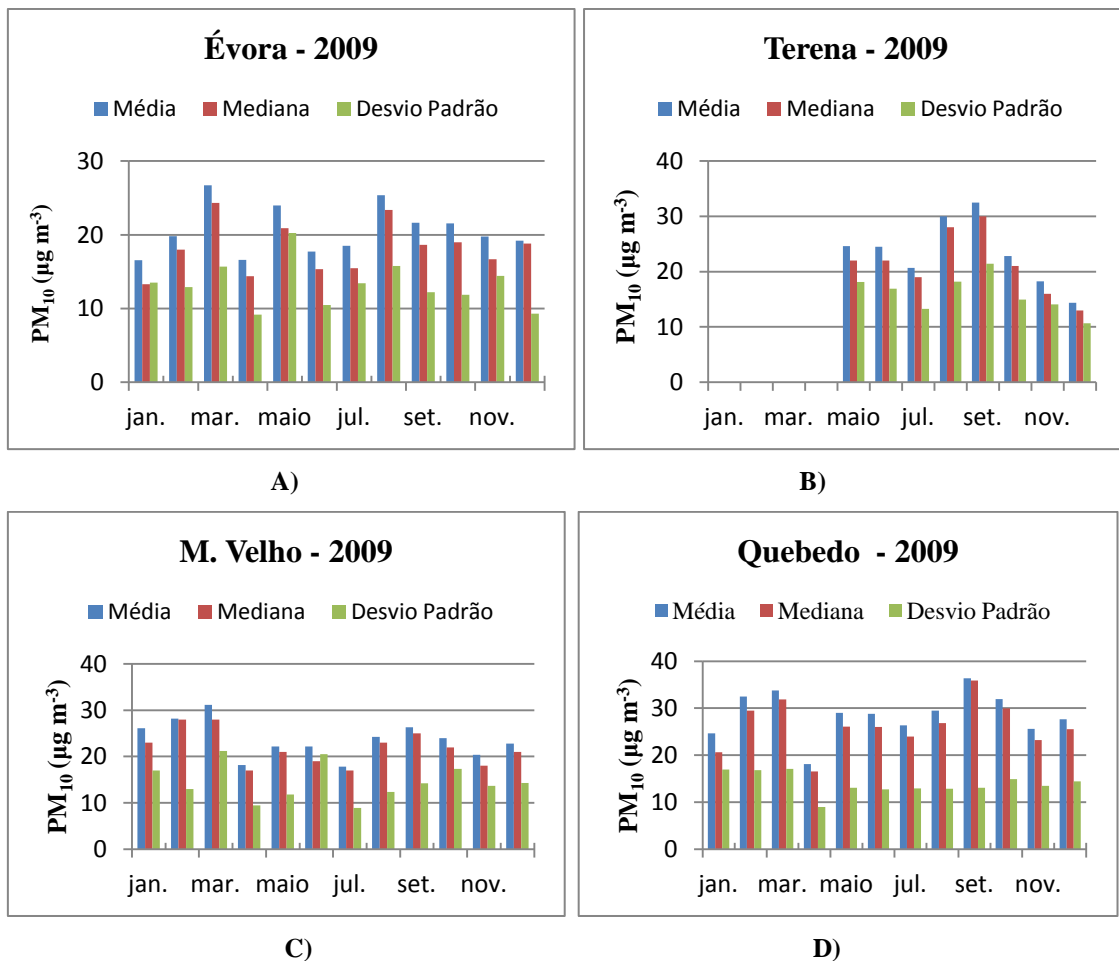 Évora - 2009
Média Mediana Desvio Padrão
PM₁₀ (µg m⁻³)
30
20
10
0
jan. mar. maio jul. set. nov.
A)
Terena - 2009
Média Mediana Desvio Padrão
PM₁₀ (µg m⁻³)
40
30
20
10
0
jan. mar. maio jul. set. nov.
B)
M. Velho - 2009
Média Mediana Desvio Padrão
PM₁₀ (µg m⁻³)
40
30
20
10
0
jan. mar. maio jul. set. nov.
C)
Quebedo - 2009
Média Mediana Desvio Padrão
PM₁₀ (µg m⁻³)
40
30
20
10
0
jan. mar. maio jul. set. nov.
D)